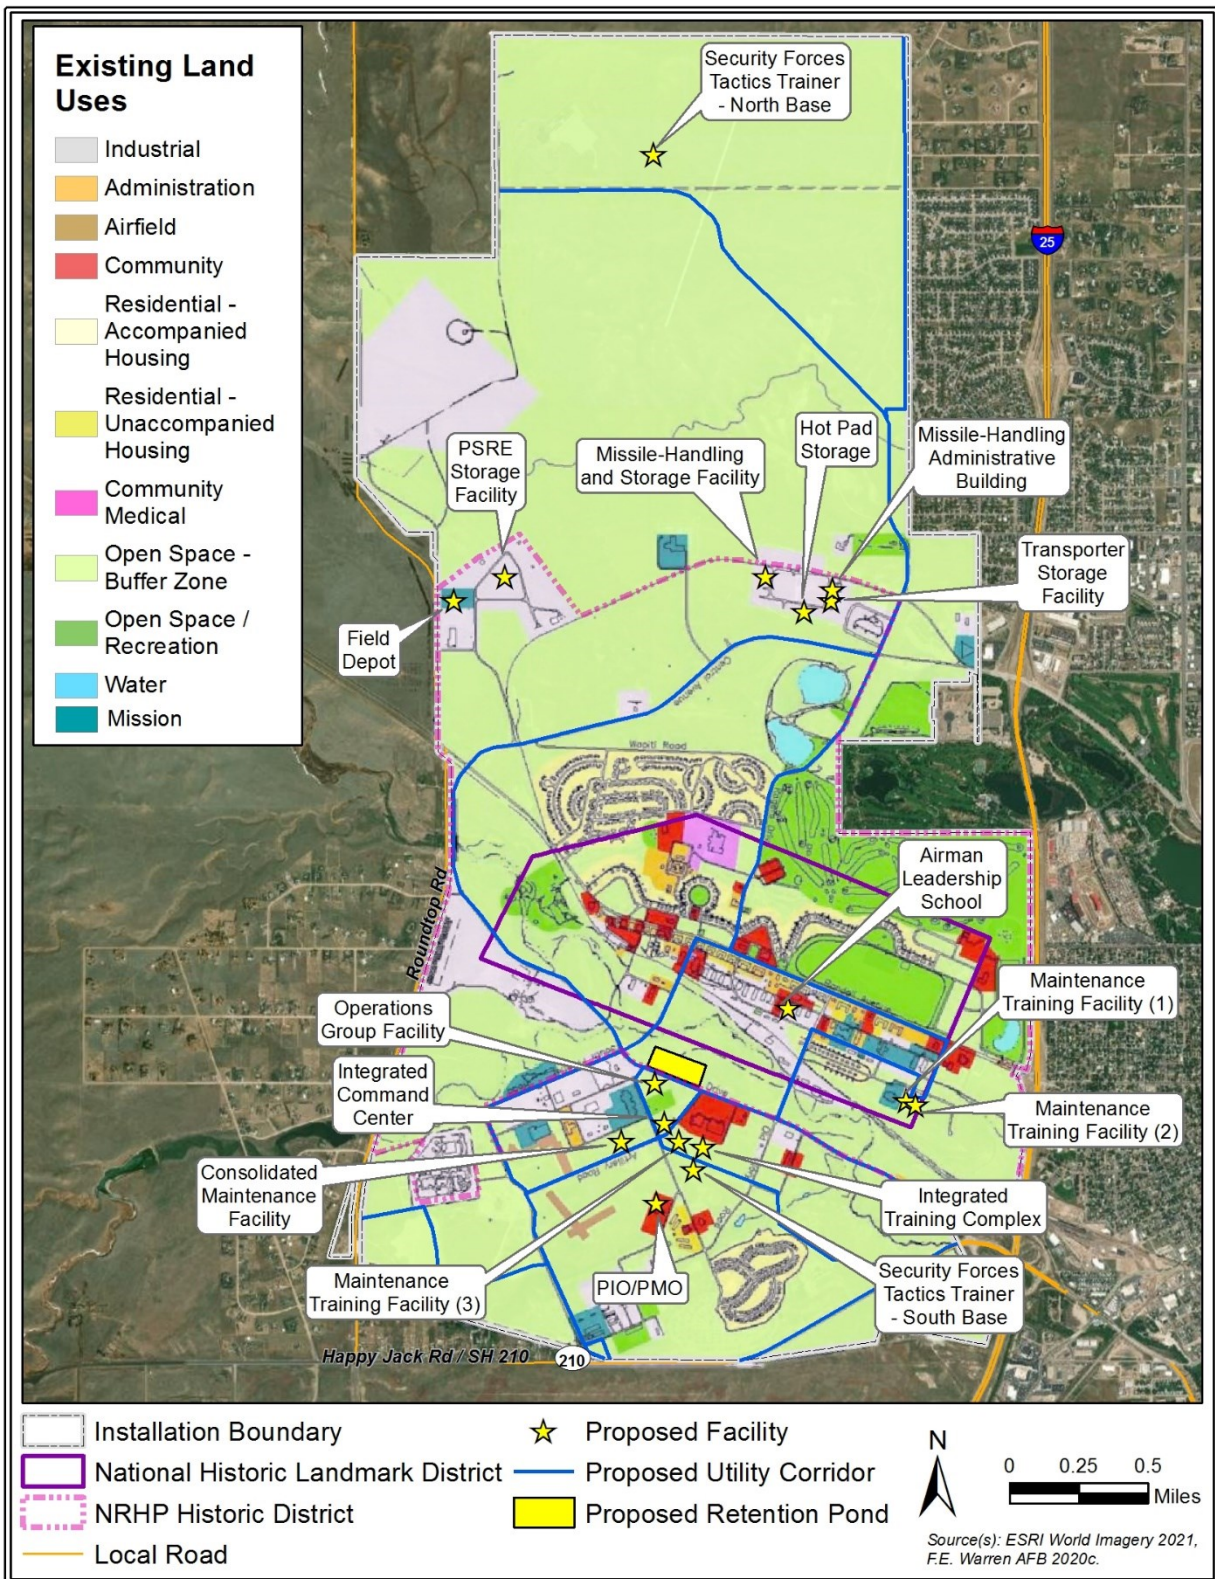 Existing Land
Uses
Industrial
Administration
Airfield
Community
Residential -
Accompanied
Housing
Residential -
Unaccompanied
Housing
Community
Medical
Open Space -
Buffer Zone
Open Space /
Recreation
Water
Mission
Security Forces
Tactics Trainer
- North Base
25
PSRE
Storage
Facility
Missile-Handling
and Storage Facility
Hot Pad
Storage
Missile-Handling
Administrative
Building
Transporter
Storage
Facility
Field
Depot
Central Avenue
Wapiti Road
Roundtop Rd
Airman
Leadership
School
Maintenance
Training Facility (1)
Operations
Group Facility
Integrated
Command
Center
Drive
Maintenance
Training Facility (2)
Consolidated
Maintenance
Facility
Artillery Road
Integrated
Training Complex
Maintenance
Training Facility (3)
PIO/PMO
Security Forces
Tactics Trainer
- South Base
Happy Jack Rd / SH 210
210
Installation Boundary
National Historic Landmark District
NRHP Historic District
Local Road
Proposed Facility
Proposed Utility Corridor
Proposed Retention Pond
N
0 0.25 0.5
Miles
Source(s): ESRI World Imagery 2021,
F.E. Warren AFB 2020c.